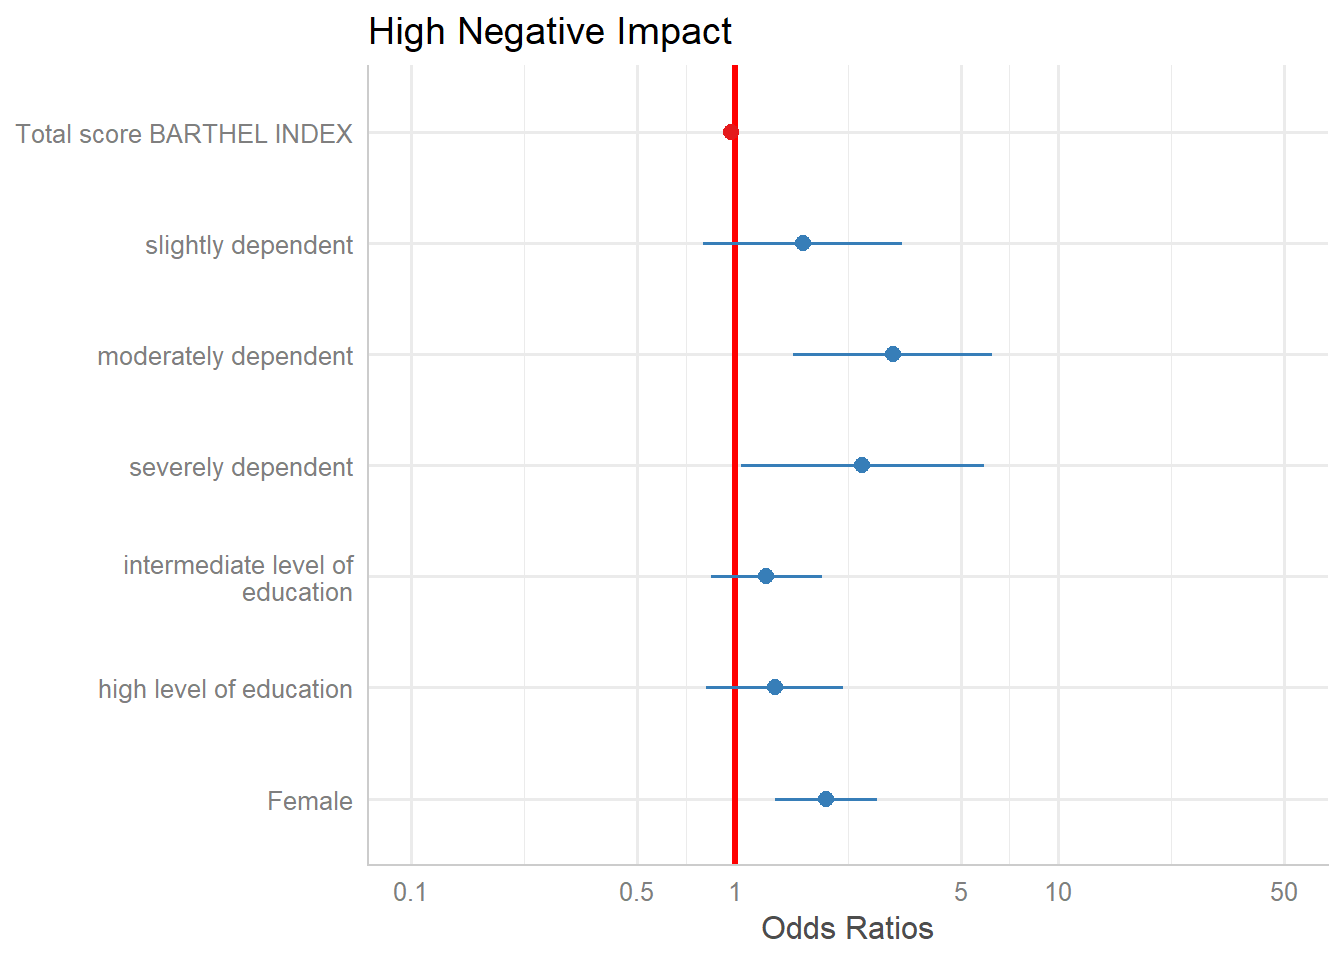 High Negative Impact
Total score BARTHEL INDEX
slightly dependent
moderately dependent
severely dependent
intermediate level of
education
high level of education
Female
0.1 0.5 1 5 10 50
Odds Ratios